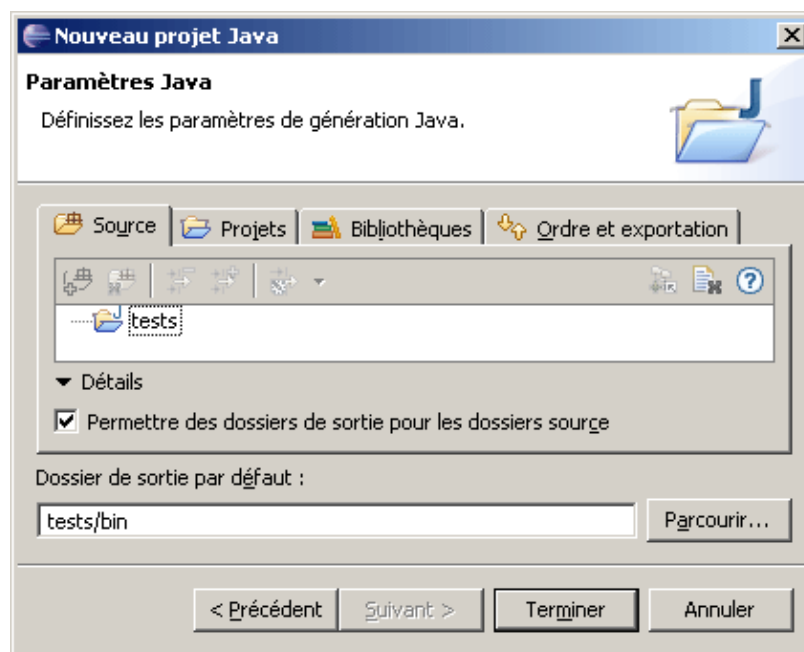 Nouveau projet Java
Paramètres Java
Définissez les paramètres de génération Java.
Source Projets Bibliothèques Ordre et exportation
tests
Détails
Permettre des dossiers de sortie pour les dossiers source
Dossier de sortie par défaut :
tests/bin Parcourir...
< Précédent Suivant > Terminer Annuler